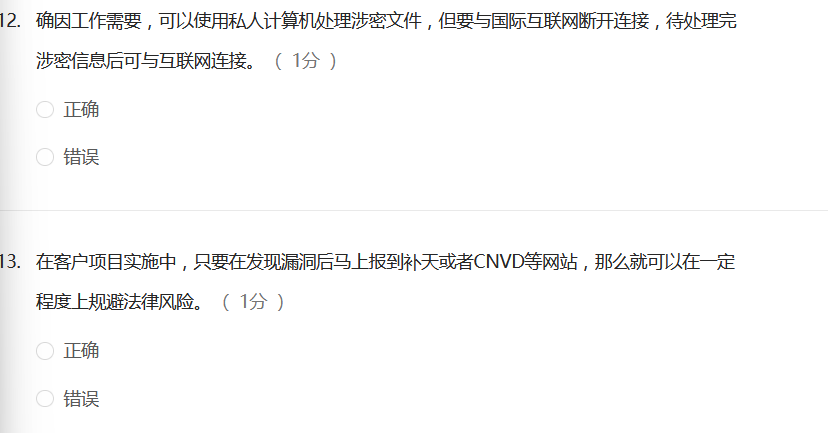 12. 确因工作需要，可以使用私人计算机处理涉密文件，但要与国际互联网断开连接，待处理完
涉密信息后可与互联网连接。（ 1分 ）
正确
错误
13. 在客户项目实施中，只要在发现漏洞后马上报到补天或者CNVD等网站，那么就可以在一定
程度上规避法律风险。（ 1分 ）
正确
错误